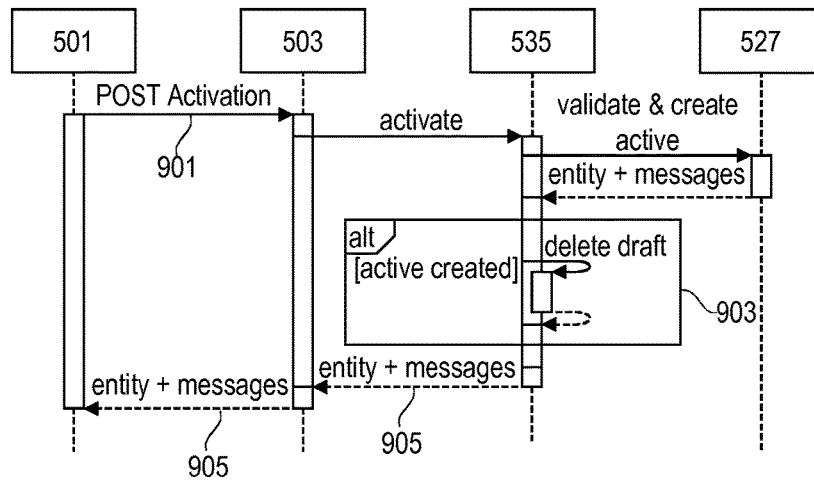 501
503
535
527
POST Activation
901
activate
validate & create
active
entity + messages
alt
[active created]
delete draft
903
entity + messages
905
entity + messages
905